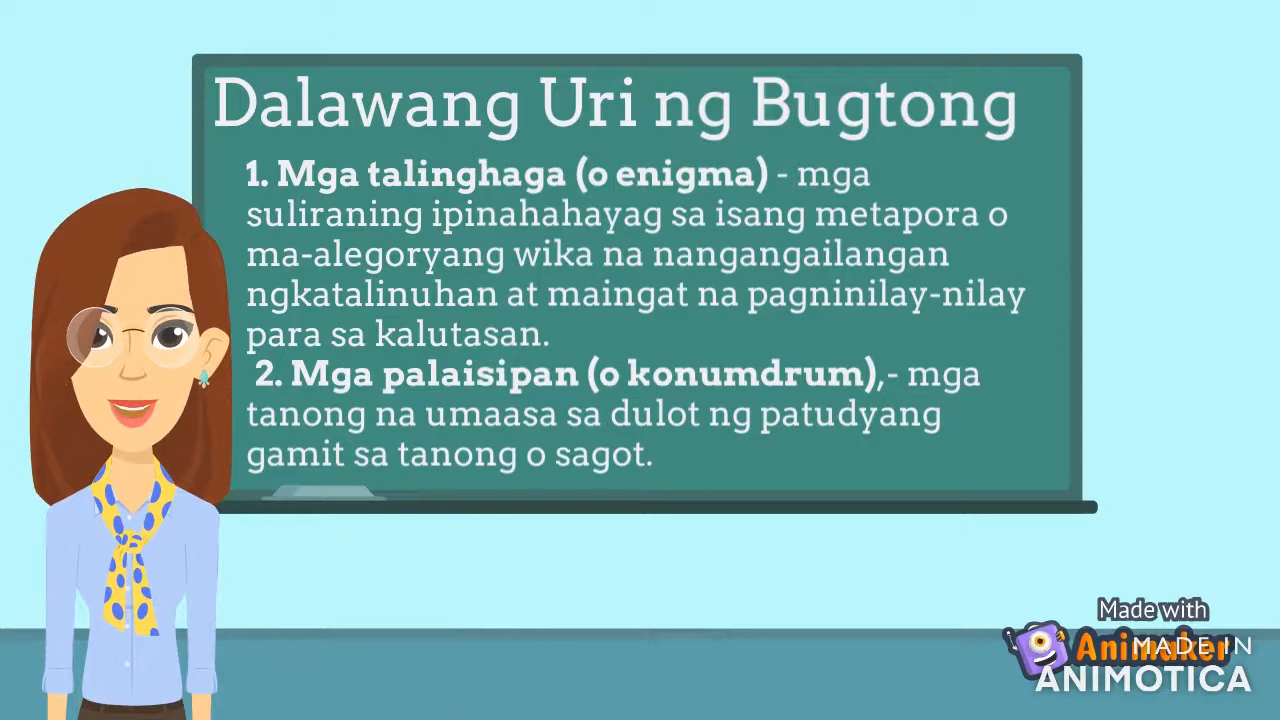 Dalawang Uri ng Bugtong
1. Mga talinghaga (o enigma) - mga
suliraning ipinahahayag sa isang metapora o
ma-alegoryang wika na nangangailangan
ngkatalinuhan at maingat na pagninilay-nilay
para sa kalutasan.
2. Mga palaisipan (o konumdrum),- mga
tanong na umaasa sa dulot ng patudyang
gamit sa tanong o sagot.
Made with
Animaker
MADE IN
ANIMOTICA